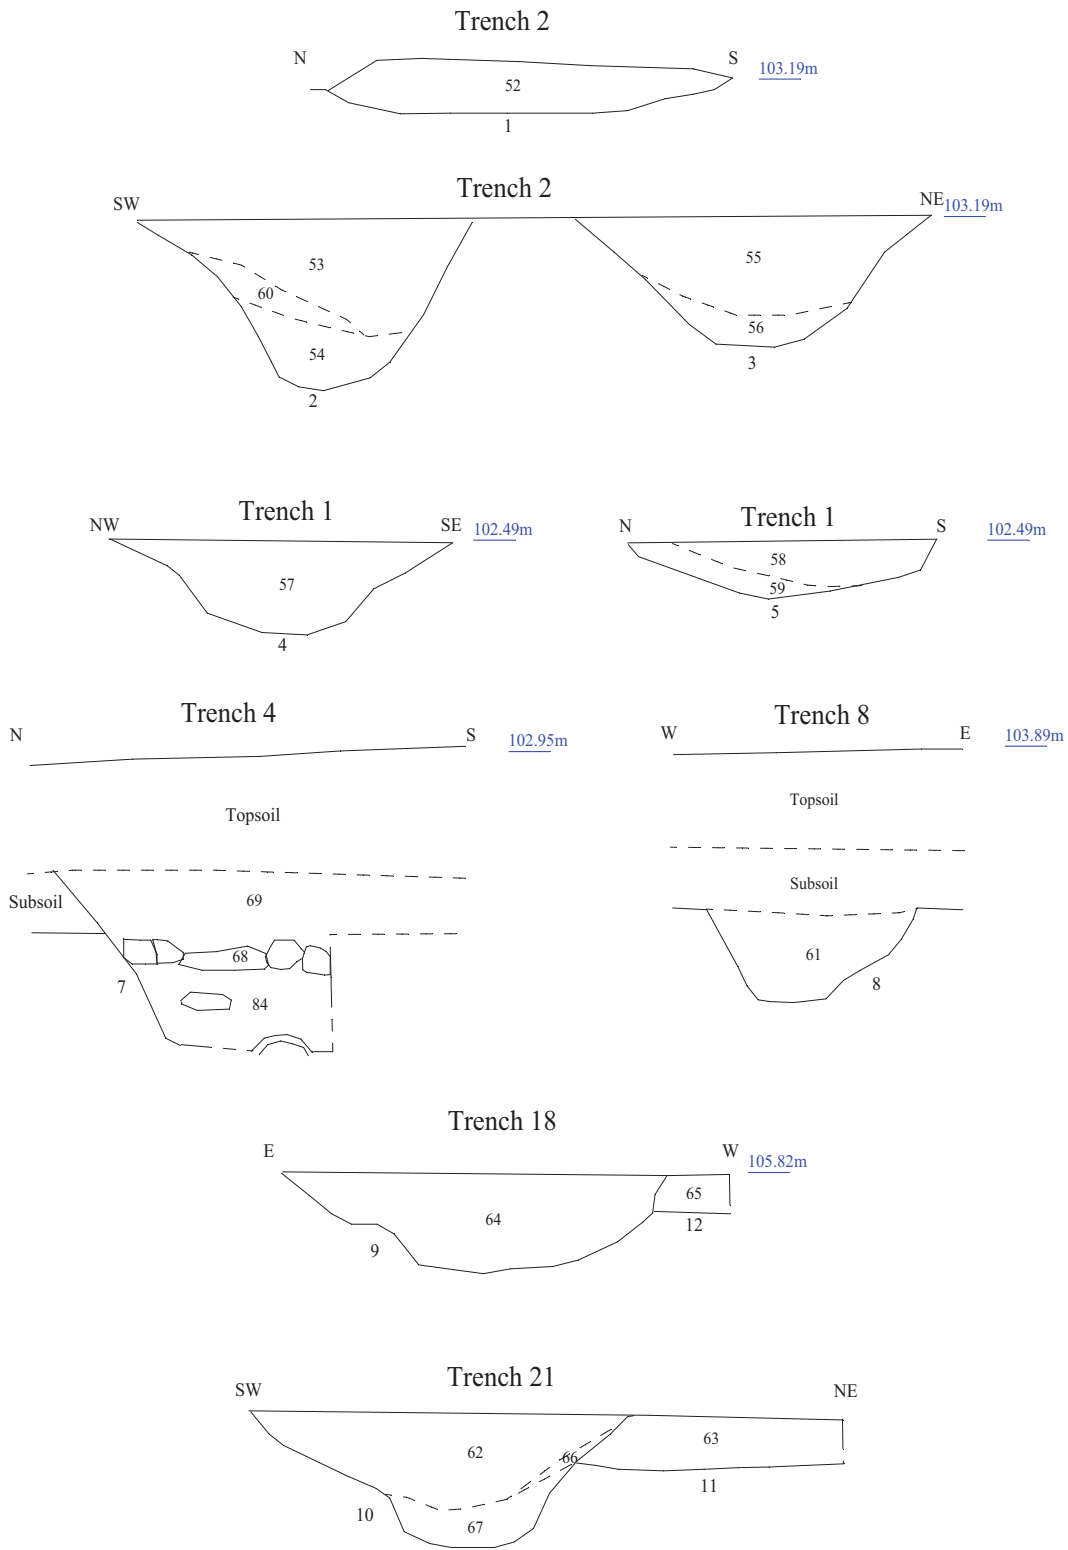 Trench 2
N S 103.19m
52
1
Trench 2
SW NE 103.19m
53 55
60
56
54
3
2
Trench 1 Trench 1
NW SE 102.49m N S 102.49m
58
57 59
5
4
Trench 4 Trench 8
N S 102.95m W E 103.89m
Topsoil Topsoil
Subsoil 69 Subsoil
68 61
7 84 8
Trench 18
E W 105.82m
65
64
12
9
Trench 21
SW NE
62 63
66
11
10
67